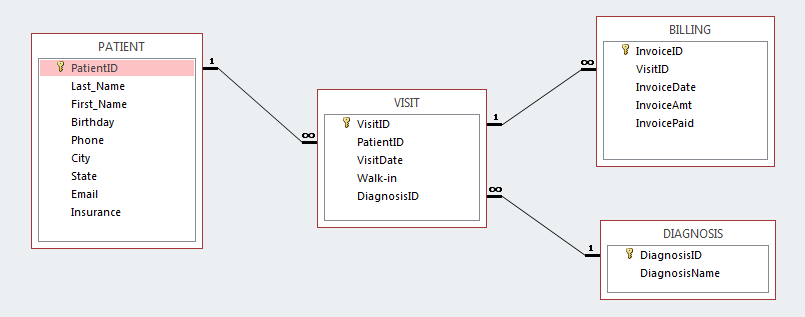 PATIENT
PatientID
Last_Name
First_Name
Birthday
Phone
City
State
Email
Insurance
1
∞
VISIT
VisitID
PatientID
VisitDate
Walk-in
DiagnosisID
1
∞
∞
1
BILLING
InvoiceID
VisitID
InvoiceDate
InvoiceAmt
InvoicePaid
DIAGNOSIS
DiagnosisID
DiagnosisName